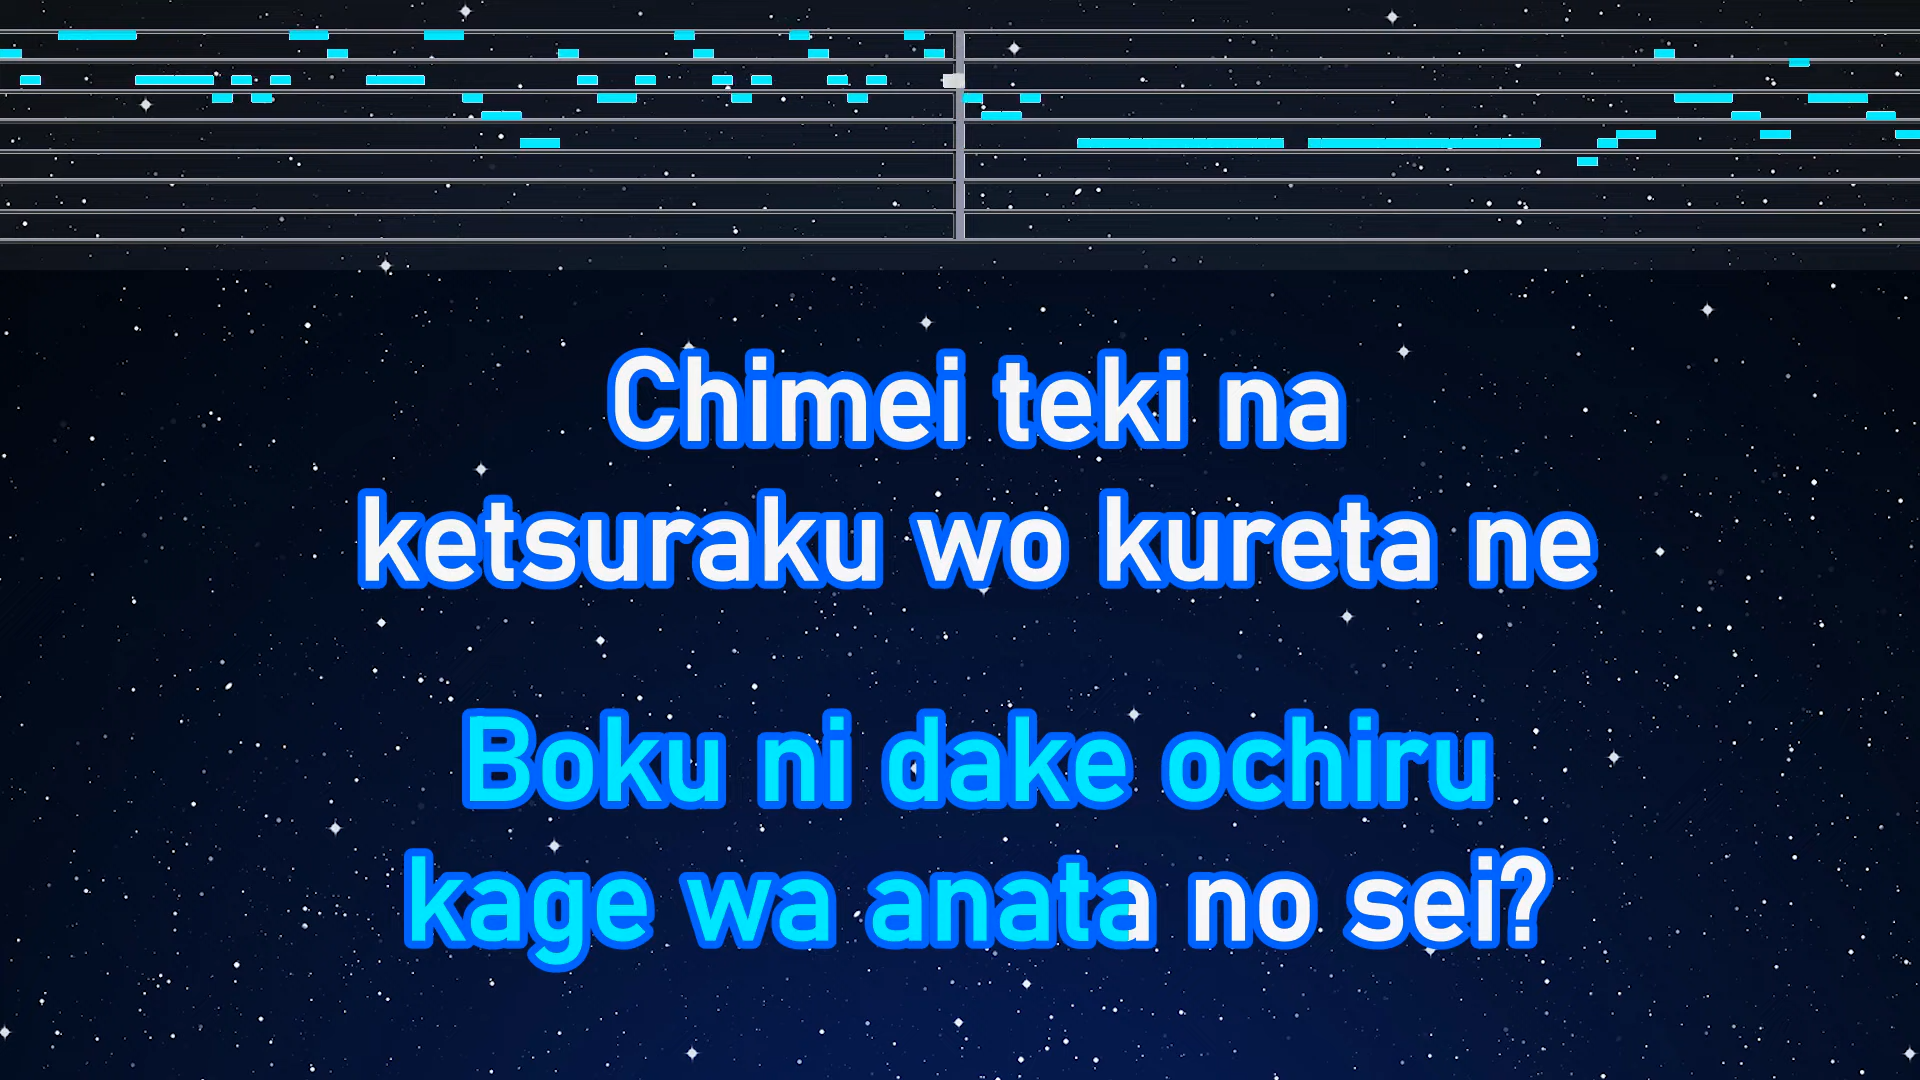 Chimei teki na
ketsuraku wo kureta ne
Boku ni dake ochiru
kage wa anata no sei?